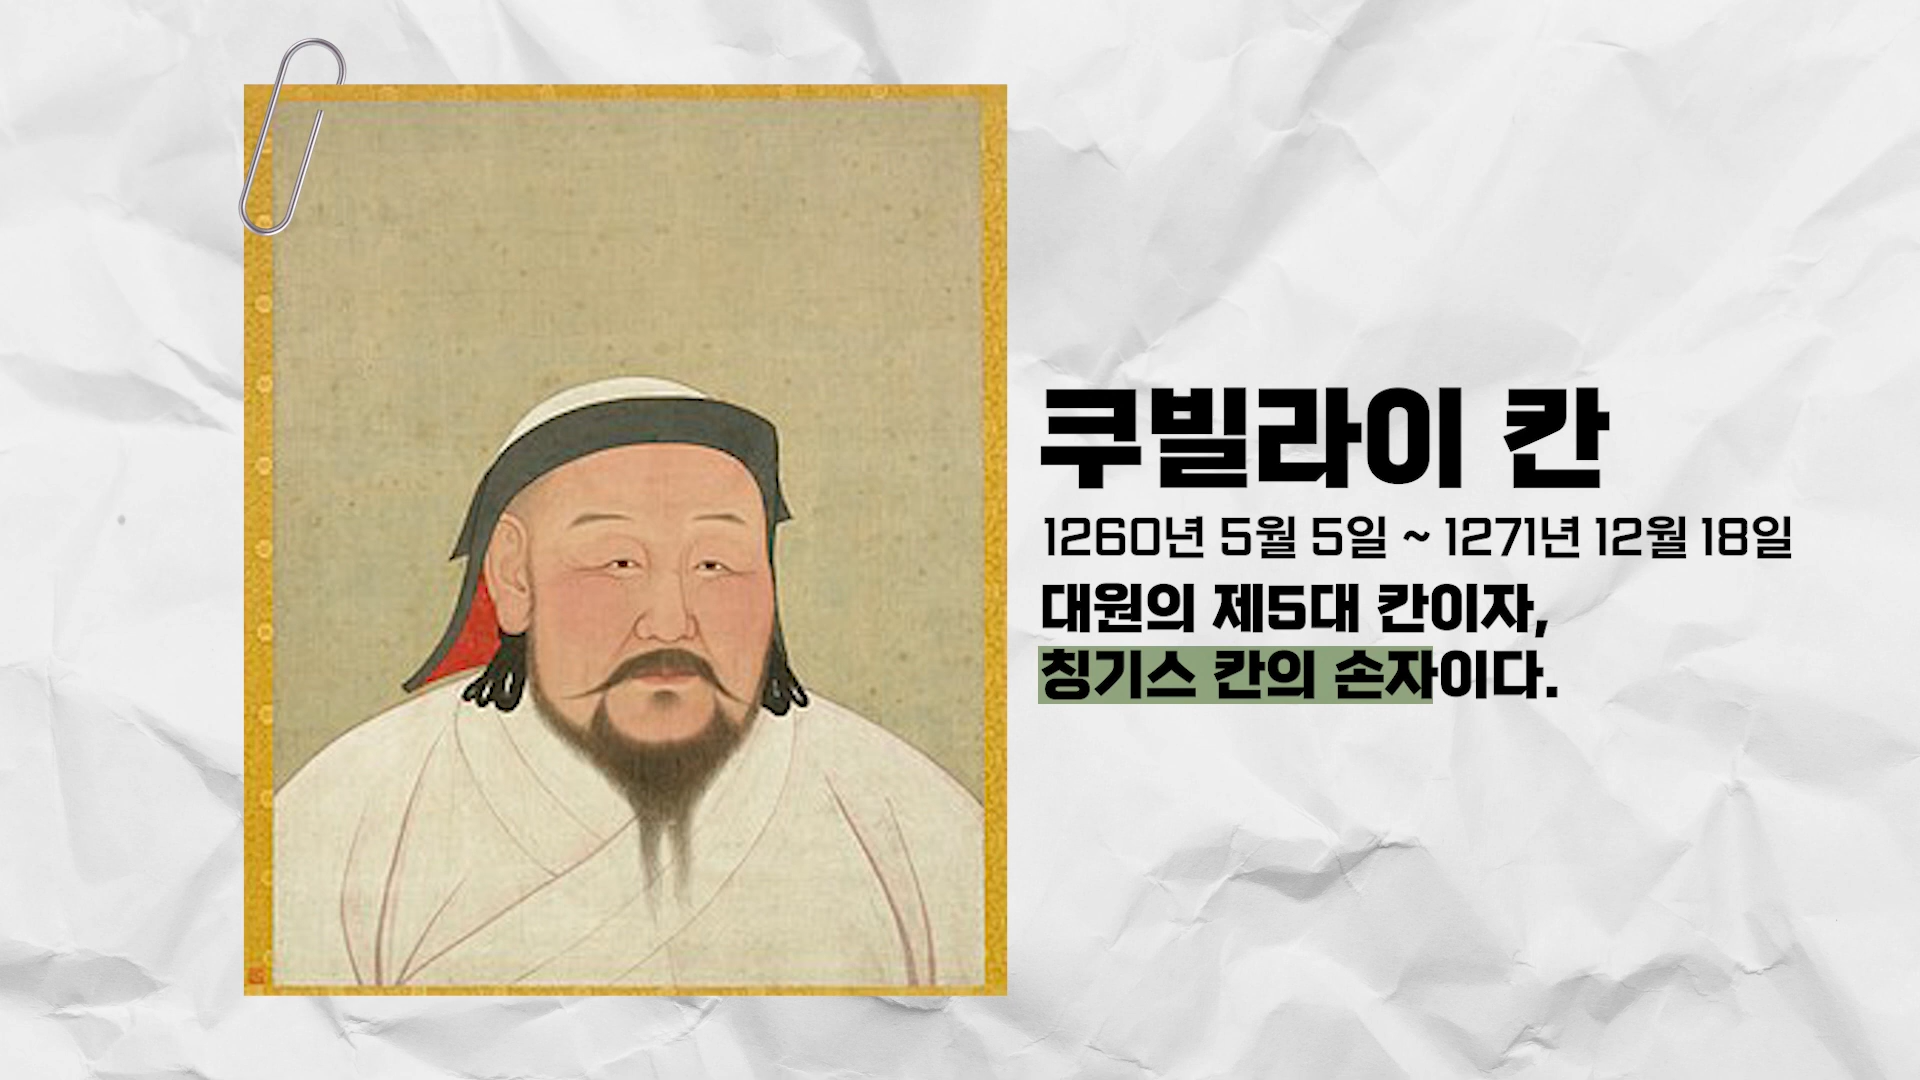 쿠빌라이 칸
1260년 5월 5일 ~ 1271년 12월 18일
대원의 제5대 칸이자,
칭기스 칸의 손자이다.